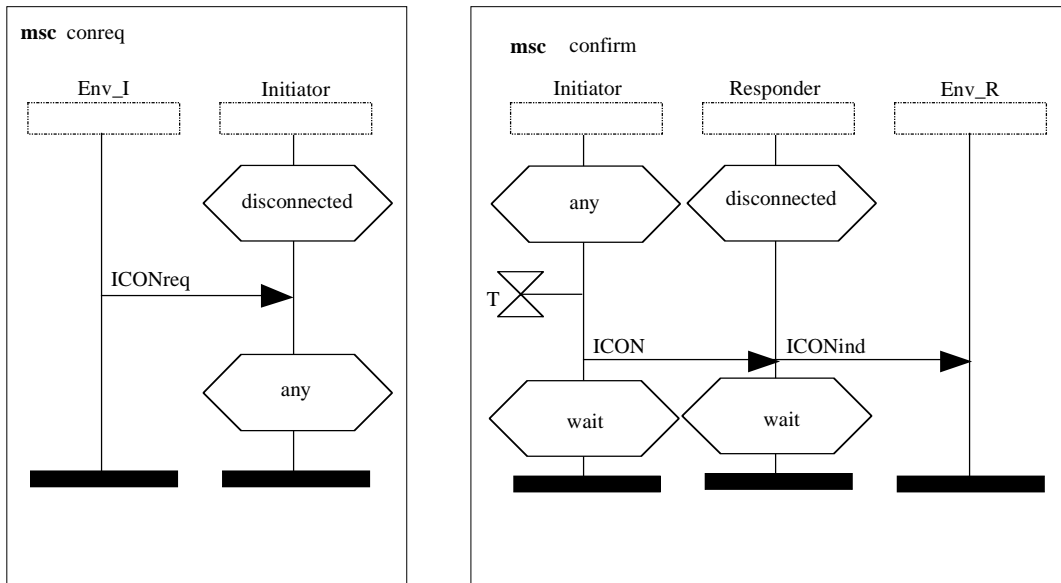 msc conreq
Env_I Initiator
disconnected
ICONreq
any
msc confirm
Initiator Responder Env_R
any disconnected
T
ICON ICONind
wait wait